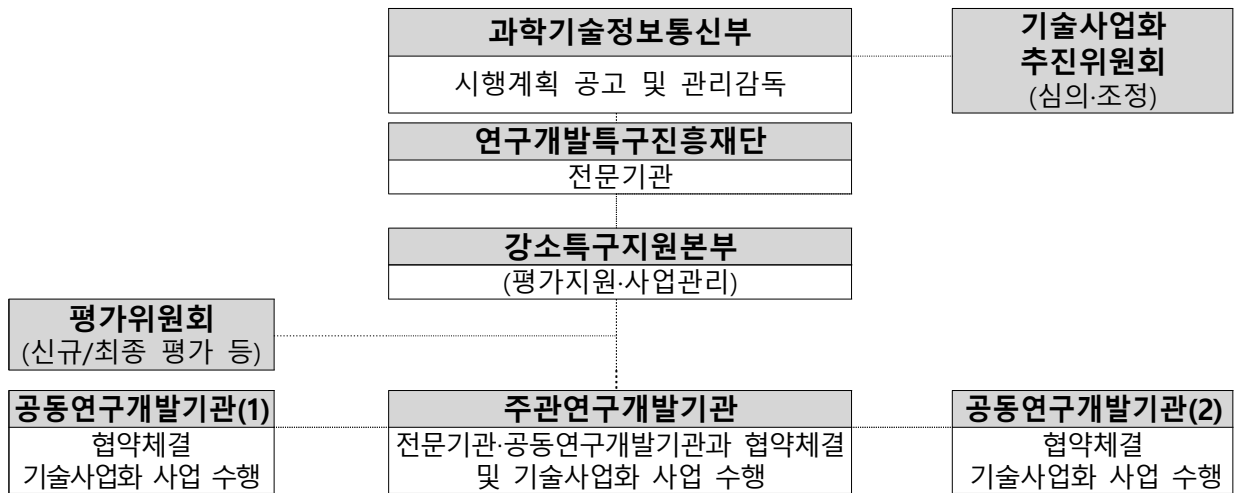 과학기술정보통신부
시행계획 공고 및 관리감독
기술사업화
추진위원회
(심의·조정)
연구개발특구진흥재단
전문기관
강소특구지원본부
(평가지원·사업관리)
평가위원회
(신규/최종 평가 등)
공동연구개발기관(1)
협약체결
기술사업화 사업 수행
주관연구개발기관
전문기관·공동연구개발기관과 협약체결
및 기술사업화 사업 수행
공동연구개발기관(2)
협약체결
기술사업화 사업 수행